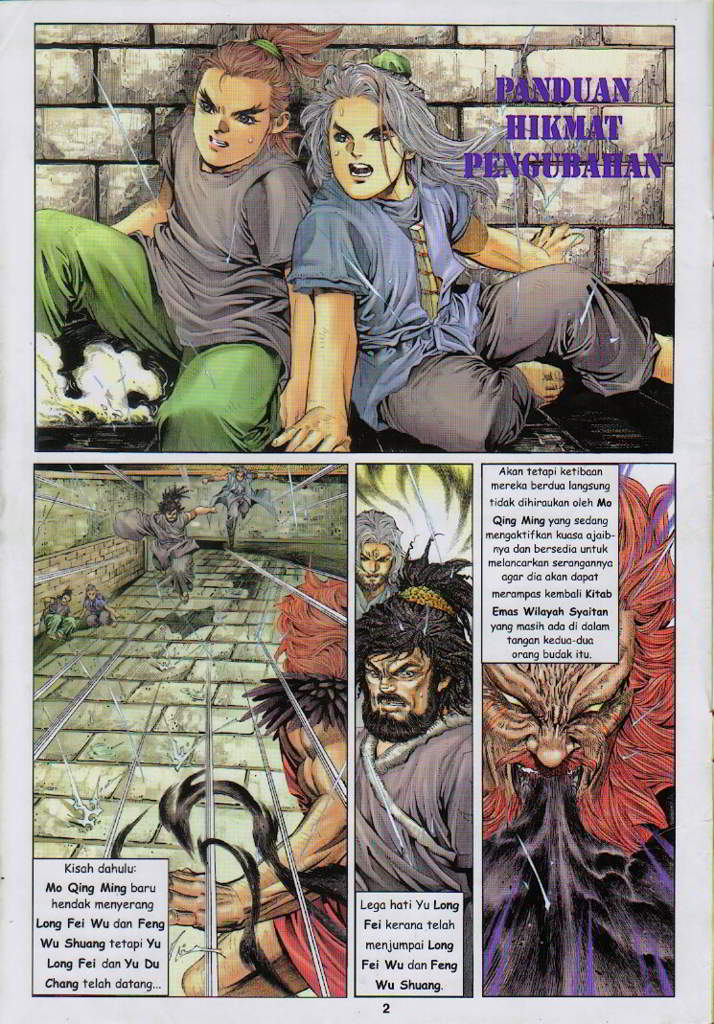 PANDUAN
HIKMAT
PENGUBAHAN
Kisah dahulu:
Mo Qing Ming baru
hendak menyerang
Long Fei Wu dan Feng
Wu Shuang tetapi Yu
Long Fei dan Yu Du
Chang telah datang...
Lega hati Yu Long
Fei kerana telah
menjumpai Long
Fei Wu dan Feng
Wu Shuang.
Akan tetapi ketibaan
mereka berdua langsung
tidak dihiraukan oleh Mo
Qing Ming yang sedang
mengaktifkan kuasa ajaib-
nya dan bersedia untuk
melancarkan serangannya
agar dia akan dapat
merampas kembali Kitab
Emas Wilayah Syaitan
yang masih ada di dalam
tangan kedua-dua
orang budak itu.
2